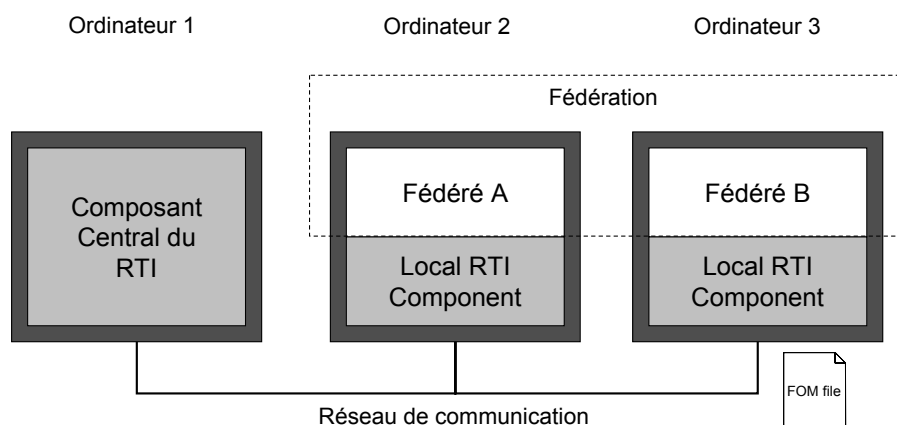 Ordinateur 1
Ordinateur 2
Ordinateur 3
Fédération
Composant
Central du
RTI
Fédéré A
Fédéré B
Local RTI
Component
Local RTI
Component
FOM file
Réseau de communication